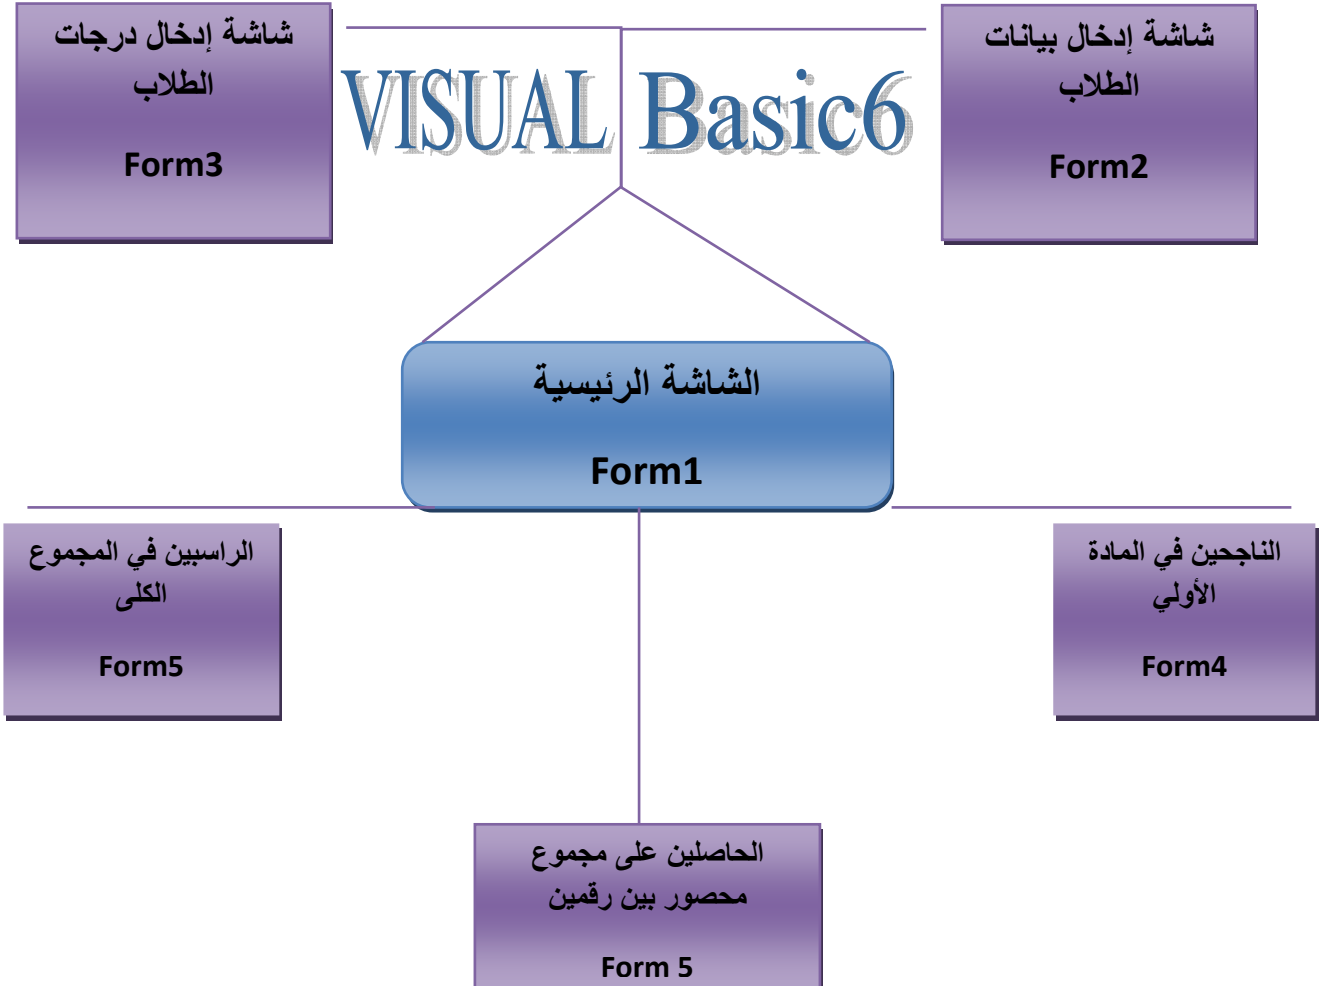 شاشة إدخال بيانات
الطلاب
Form2
شاشة إدخال درجات
الطلاب
Form3
VISUAL Basic6
الشاشة الرئيسية
Form1
الناجحين في المادة
الأولي
Form4
الراسبين في المجموع
الكلى
Form5
الحاصلين على مجموع
محصور بين رقمين
Form 5